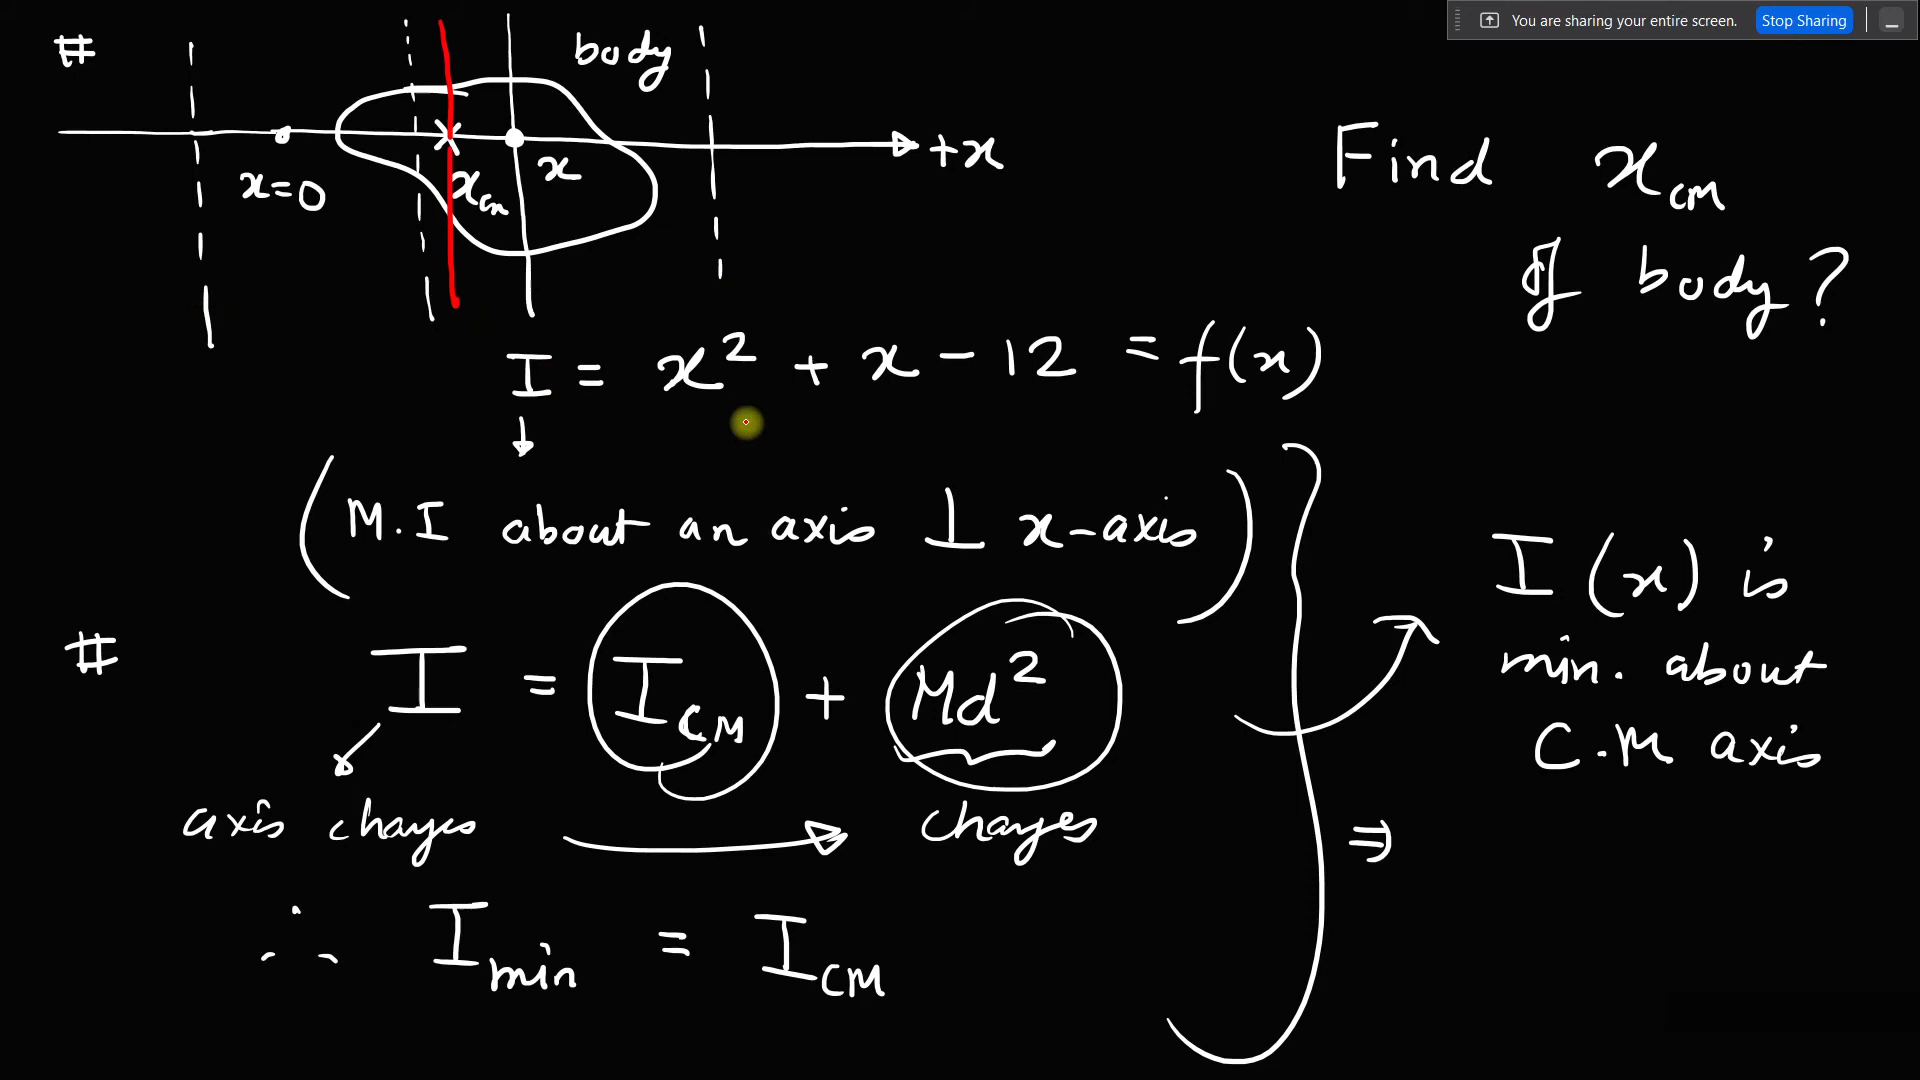 You are sharing your entire screen. Stop Sharing
# body
+x
x=0 x_cm x
Find x_CM
of body?
I = x² + x - 12 = f(x)
↓
(M.I about an axis ⊥ x-axis)
I(x) is
min. about
C.M axis
# I = I_CM + Md²
axis changes → changes
⇒
∴ I_min = I_CM